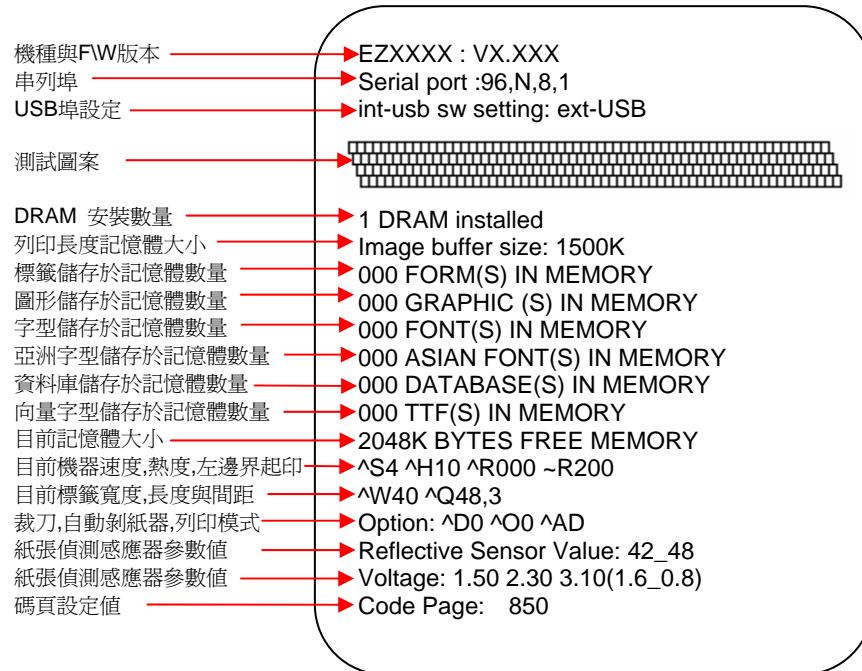 機種與F\W版本 EZXXXX : VX.XXX
串列埠 Serial port :96,N,8,1
USB埠設定 int-usb sw setting: ext-USB
測試圖案
DRAM 安裝數量 1 DRAM installed
列印長度記憶體大小 Image buffer size: 1500K
標籤儲存於記憶體數量 000 FORM(S) IN MEMORY
圖形儲存於記憶體數量 000 GRAPHIC (S) IN MEMORY
字型儲存於記憶體數量 000 FONT(S) IN MEMORY
亞洲字型儲存於記憶體數量 000 ASIAN FONT(S) IN MEMORY
資料庫儲存於記憶體數量 000 DATABASE(S) IN MEMORY
向量字型儲存於記憶體數量 000 TTF(S) IN MEMORY
目前記憶體大小 2048K BYTES FREE MEMORY
目前機器速度,熱度,左邊界起印 ^S4 ^H10 ^R000 ~R200
目前標籤寬度,長度與間距 ^W40 ^Q48,3
裁刀,自動剝紙器,列印模式 Option: ^D0 ^O0 ^AD
紙張偵測感應器參數值 Reflective Sensor Value: 42_48
紙張偵測感應器參數值 Voltage: 1.50 2.30 3.10(1.6_0.8)
碼頁設定值 Code Page: 850